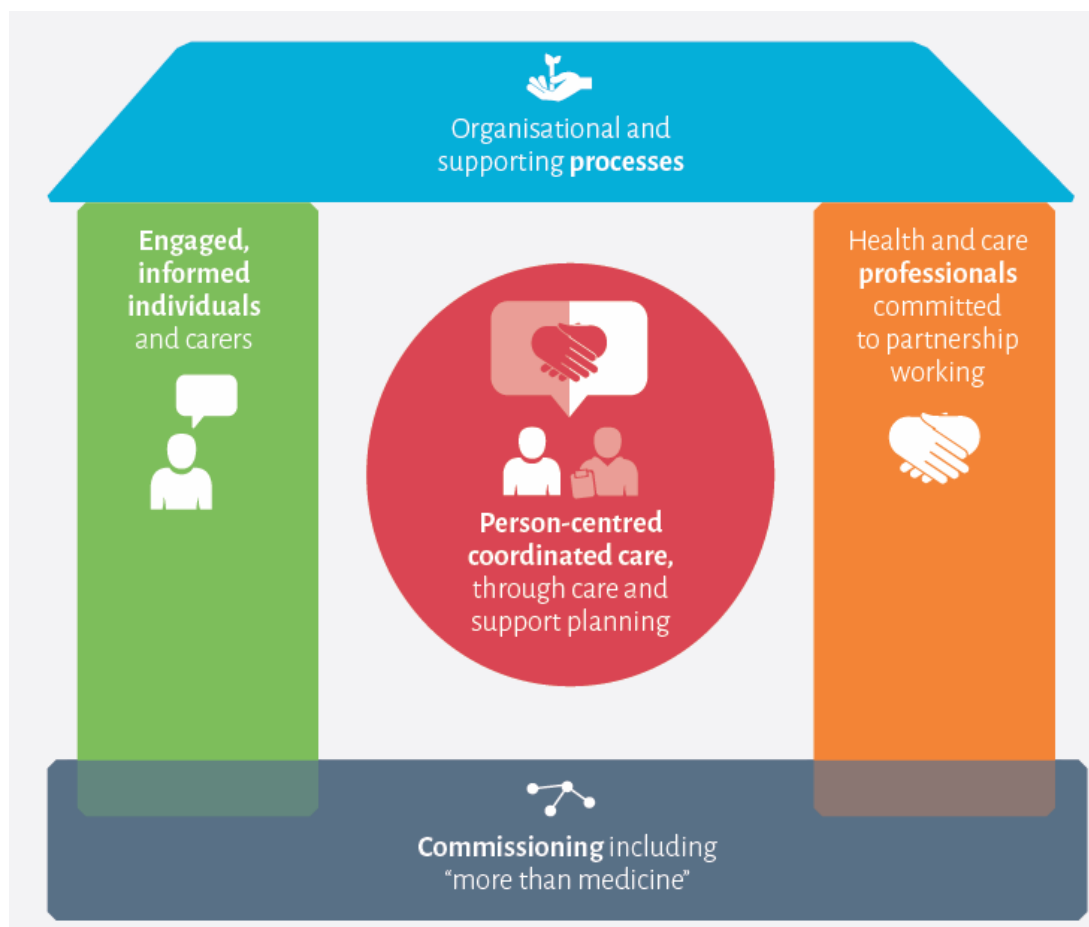 Organisational and
supporting processes
Engaged,
informed
individuals
and carers
Person-centred
coordinated care,
through care and
support planning
Health and care
professionals
committed
to partnership
working
Commissioning including
“more than medicine”